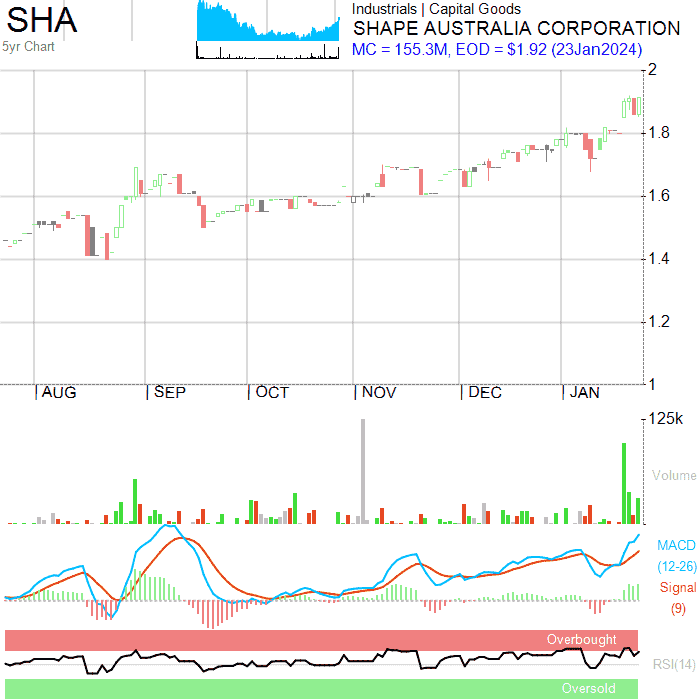 SHA
5yr Chart
Industrials | Capital Goods
SHAPE AUSTRALIA CORPORATION
MC = 155.3M, EOD = $1.92 (23Jan2024)
2
1.8
1.6
1.4
1.2
1
AUG SEP OCT NOV DEC JAN
125k
Volume
MACD
(12-26)
Signal
(9)
Overbought
RSI(14)
Oversold